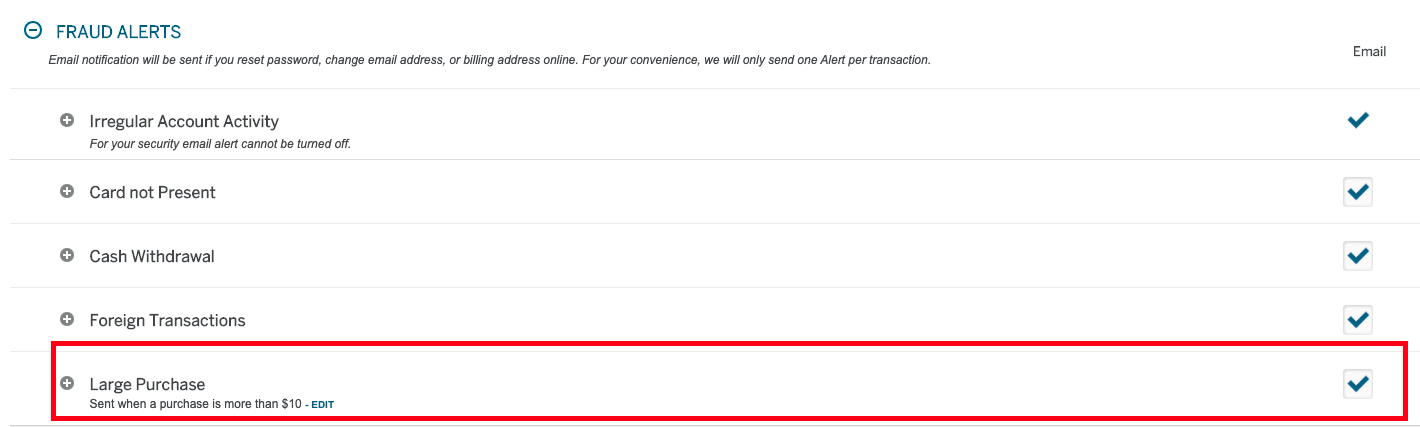 FRAUD ALERTS
Email notification will be sent if you reset password, change email address, or billing address online. For your convenience, we will only send one Alert per transaction.
Email
Irregular Account Activity
For your security email alert cannot be turned off.
Card not Present
Cash Withdrawal
Foreign Transactions
Large Purchase
Sent when a purchase is more than $10 - EDIT